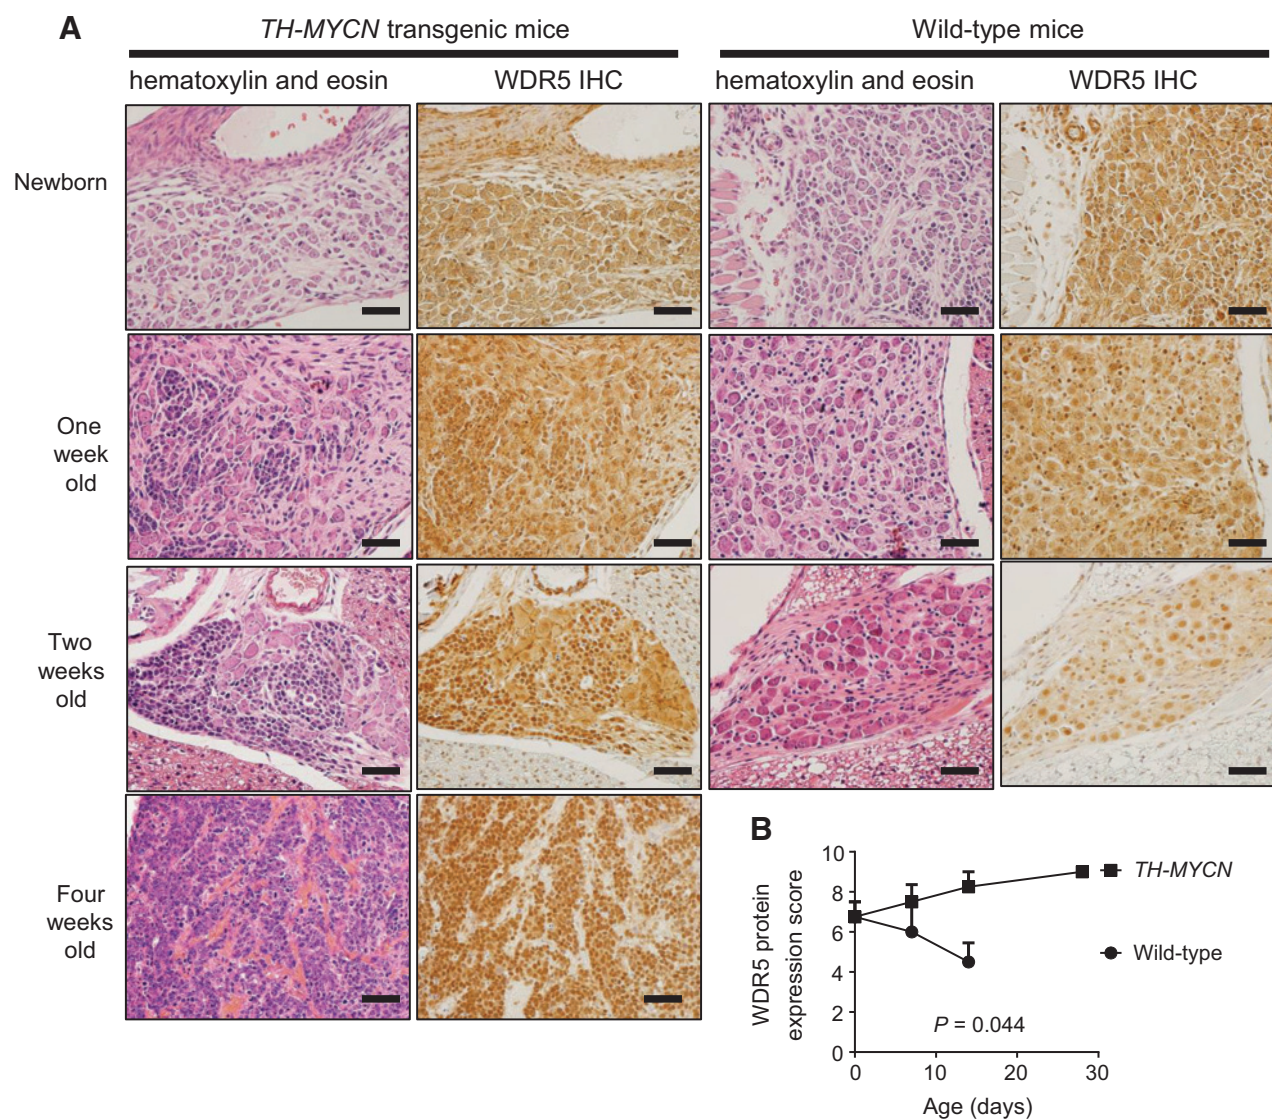 A
TH-MYCN transgenic mice
Wild-type mice
hematoxylin and eosin
WDR5 IHC
hematoxylin and eosin
WDR5 IHC
Newborn
One
week
old
Two
weeks
old
Four
weeks
old
B
WDR5 protein
expression score
10
8
6
4
2
0
TH-MYCN
Wild-type
P = 0.044
0
10
20
30
Age (days)